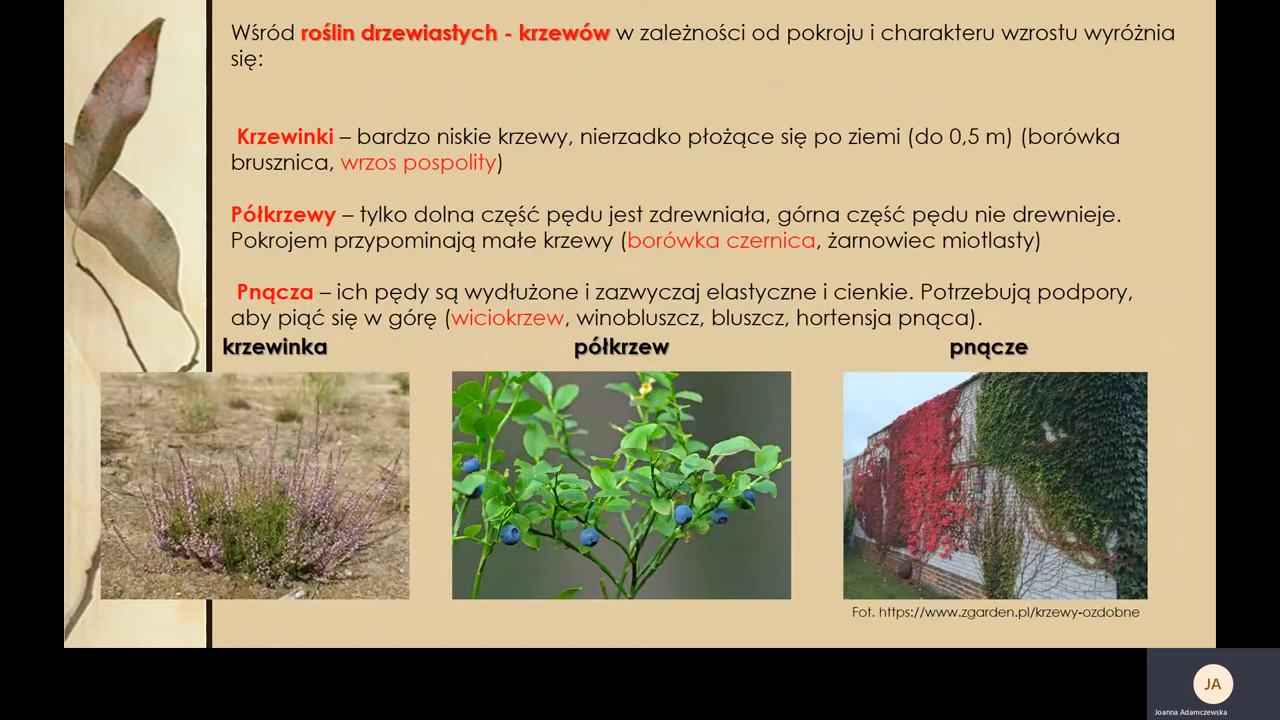 Wśród roślin drzewiastych - krzewów w zależności od pokroju i charakteru wzrostu wyróżnia
się:
Krzewinki – bardzo niskie krzewy, nierzadko płożące się po ziemi (do 0,5 m) (borówka
brusznica, wrzos pospolity)
Półkrzewy – tylko dolna część pędu jest zdrewniała, górna część pędu nie drewnieje.
Pokrojem przypominają małe krzewy (borówka czernica, żarnowiec miotlasty)
Pnącza – ich pędy są wydłużone i zazwyczaj elastyczne i cienkie. Potrzebują podpory,
aby piąć się w górę (wiciokrzew, winobluszcz, bluszcz, hortensja pnąca).
krzewinka półkrzew pnącze
Fot. https://www.zgarden.pl/krzewy-ozdobne
JA
Joanna Adamczewska